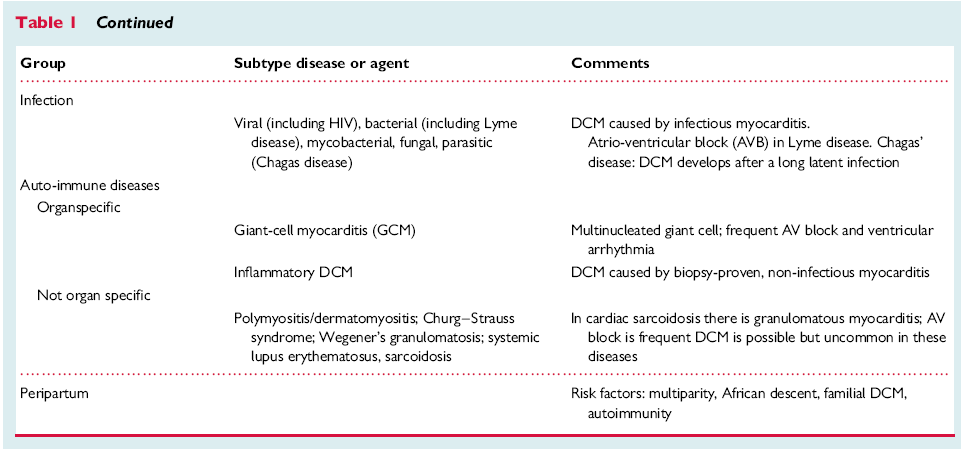 Table 1 Continued
Group Subtype disease or agent Comments
Infection
Viral (including HIV), bacterial (including Lyme
disease), mycobacterial, fungal, parasitic
(Chagas disease)
DCM caused by infectious myocarditis.
Atrio-ventricular block (AVB) in Lyme disease. Chagas’
disease: DCM develops after a long latent infection
Auto-immune diseases
Organspecific
Giant-cell myocarditis (GCM)
Multinucleated giant cell; frequent AV block and ventricular
arrhythmia
Inflammatory DCM
DCM caused by biopsy-proven, non-infectious myocarditis
Not organ specific
Polymyositis/dermatomyositis; Churg–Strauss
syndrome; Wegener’s granulomatosis; systemic
lupus erythematosus, sarcoidosis
In cardiac sarcoidosis there is granulomatous myocarditis; AV
block is frequent DCM is possible but uncommon in these
diseases
Peripartum
Risk factors: multiparity, African descent, familial DCM,
autoimmunity